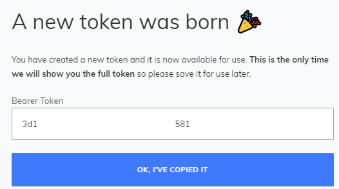 A new token was born 🎉
You have created a new token and it is now available for use. This is the only time
we will show you the full token so please save it for use later.
Bearer Token
3d1 581
OK, I'VE COPIED IT